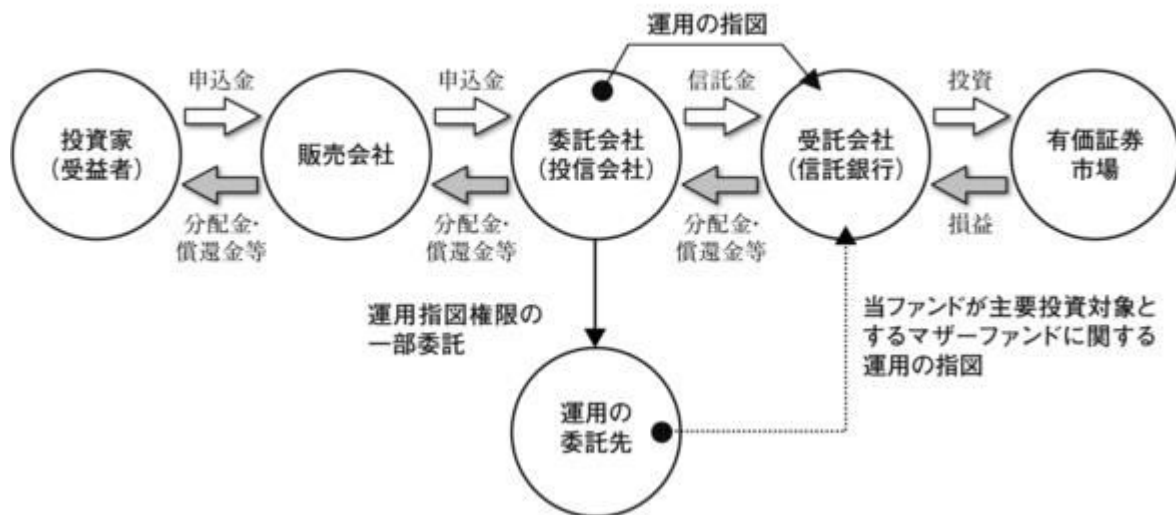 運用の指図
申込金
申込金
信託金
投資
投資家
(受益者)
販売会社
委託会社
(投信会社)
受託会社
(信託銀行)
有価証券
市場
分配金・
償還金等
分配金・
償還金等
分配金・
償還金等
損益
運用指図権限の
一部委託
当ファンドが主要投資対象と
するマザーファンドに関する
運用の指図
運用の
委託先